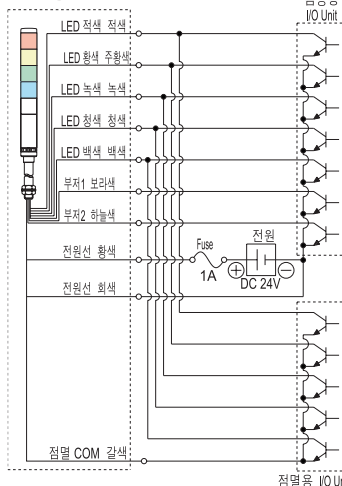 I/O Unit
LED 적색 적색
LED 황색 주황색
LED 녹색 녹색
LED 청색 청색
LED 백색 백색
부저1 보라색
부저2 하늘색
전원선 황색
Fuse
1A
전원
DC 24V
전원선 회색
점멸 COM 갈색
점멸용 I/O Un